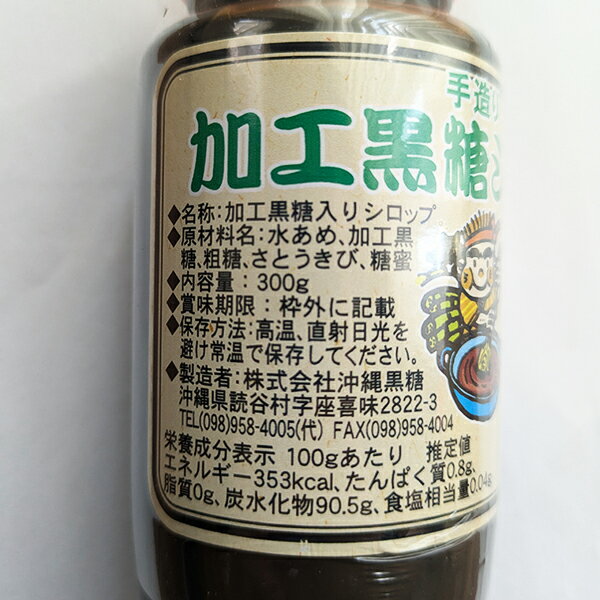 手造り
加工黒糖
◆名称:加工黒糖入りシロップ
◆原材料名:水あめ、加工黒
糖、粗糖、さとうきび、糖蜜
◆内容量:300g
◆賞味期限:枠外に記載
◆保存方法:高温、直射日光を
避け常温で保存してください。
◆製造者:株式会社沖縄黒糖
沖縄県読谷村字座喜味2822-3
TEL(098)958-4005(代) FAX(098)958-4004
栄養成分表示 100gあたり 推定値
エネルギー353kcal、たんぱく質0.8g、
脂質0g、炭水化物90.5g、食塩相当量0.04g